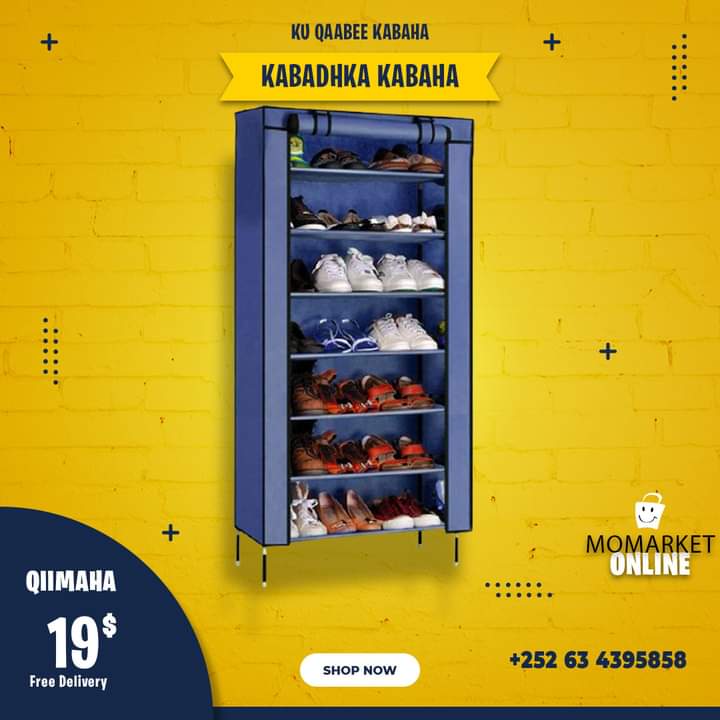 KU QAABEE KABAHA
KABADHKA KABAHA
MOMARKET
ONLINE
QIIMAHA
19$
Free Delivery
SHOP NOW
+252 63 4395858